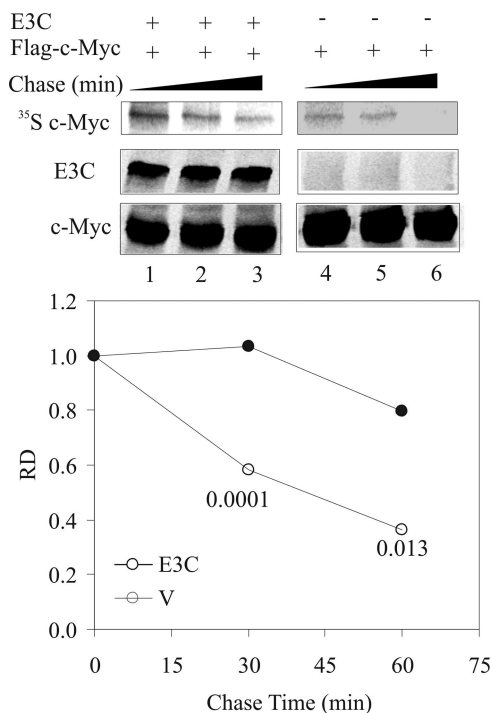 E3C + + + - - -
Flag-c-Myc + + + + + +
Chase (min)
³⁵S c-Myc
E3C
c-Myc
1 2 3 4 5 6
1.2
1.0
0.8
0.6
0.4
0.2
0.0
RD
0.0001
0.013
E3C
V
0 15 30 45 60 75
Chase Time (min)